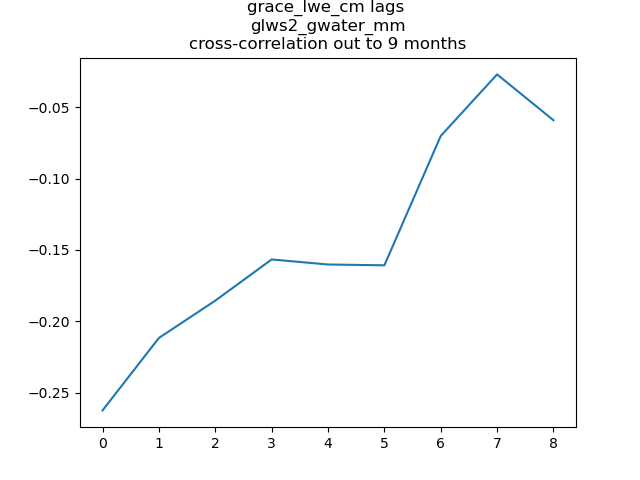 grace_lwe_cm lags
glws2_gwater_mm
cross-correlation out to 9 months
−0.05
−0.10
−0.15
−0.20
−0.25
0 1 2 3 4 5 6 7 8